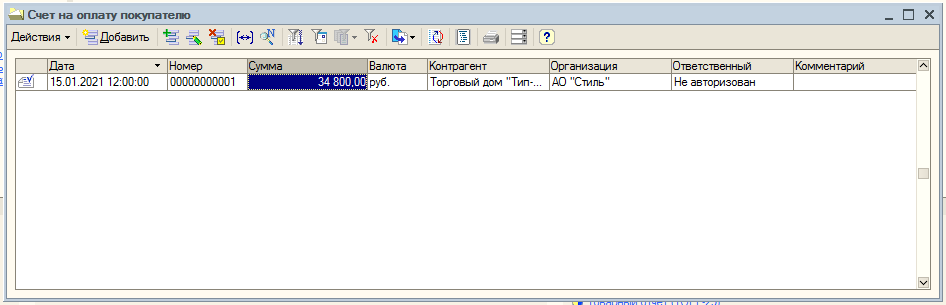 Счет на оплату покупателю
Действия Добавить
Дата Номер Сумма Валюта Контрагент Организация Ответственный Комментарий
15.01.2021 12:00:00 00000000001 34 800,00 руб. Торговый дом "Тип-... АО "Стиль" Не авторизован